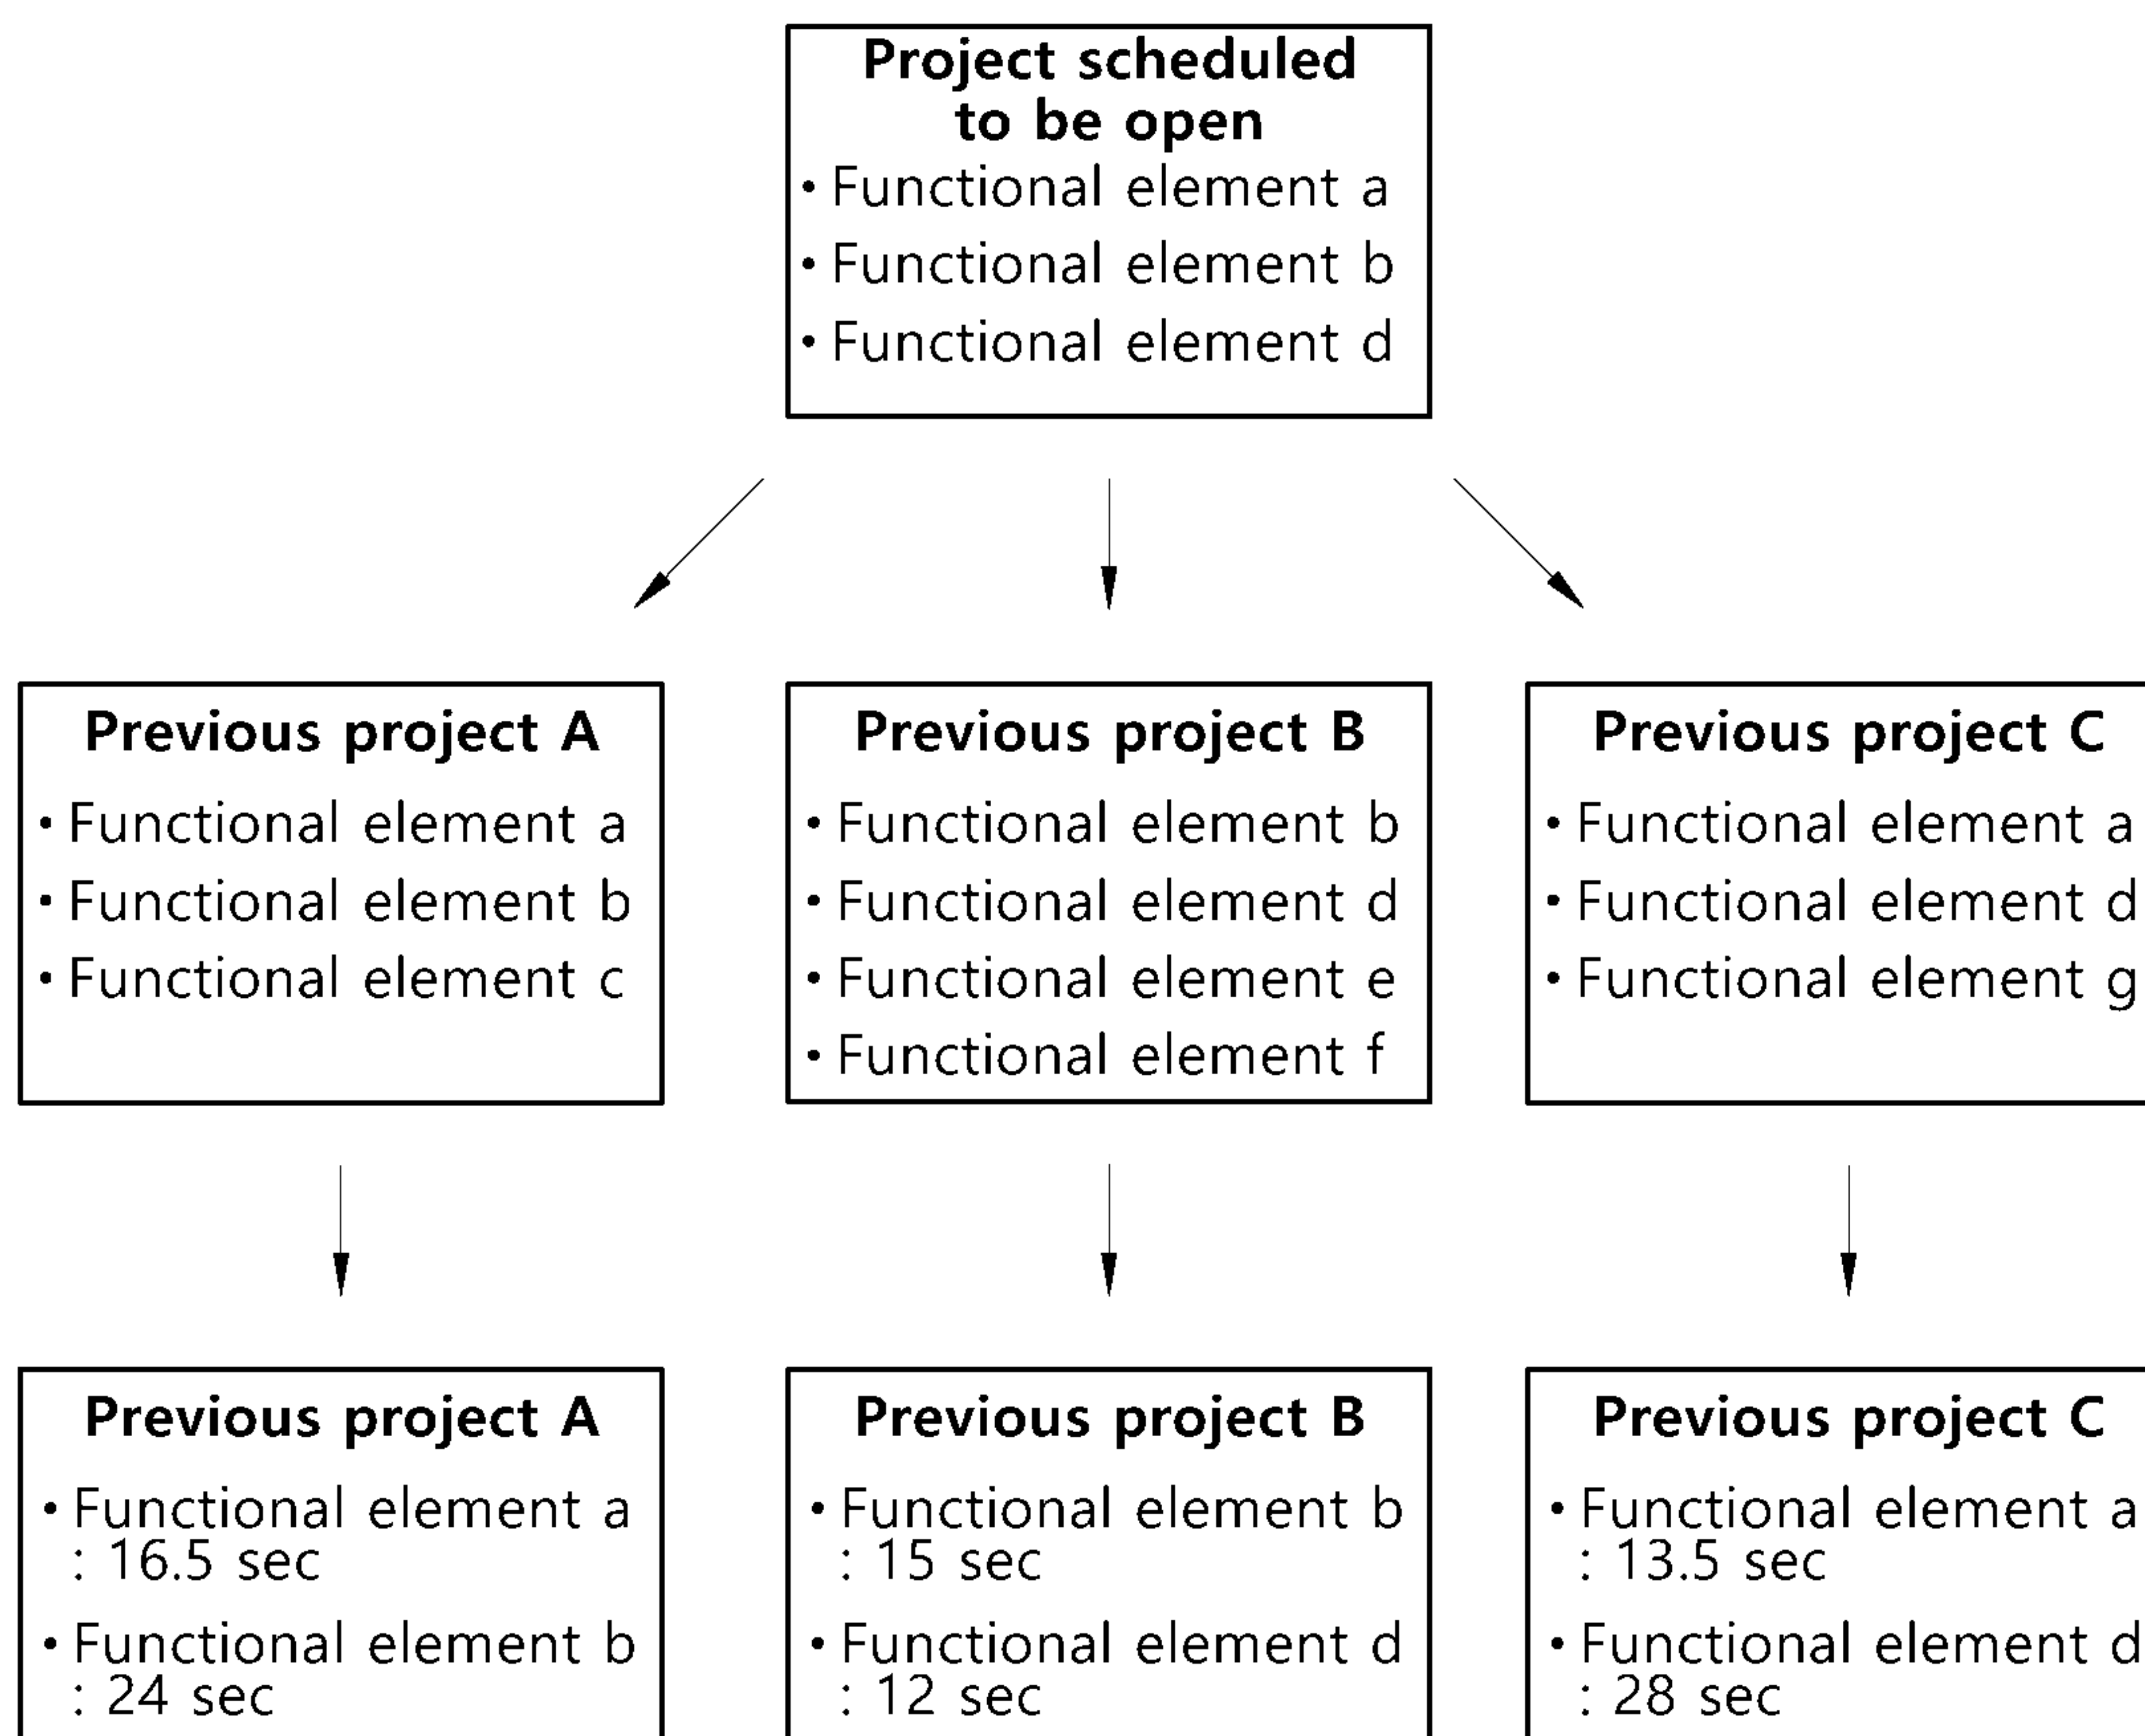 Project scheduled
to be open
• Functional element a
• Functional element b
• Functional element d
Previous project A
• Functional element a
• Functional element b
• Functional element c
Previous project B
• Functional element b
• Functional element d
• Functional element e
• Functional element f
Previous project C
• Functional element a
• Functional element d
• Functional element g
Previous project A
• Functional element a
: 16.5 sec
• Functional element b
: 24 sec
Previous project B
• Functional element b
: 15 sec
• Functional element d
: 12 sec
Previous project C
• Functional element a
: 13.5 sec
• Functional element d
: 28 sec